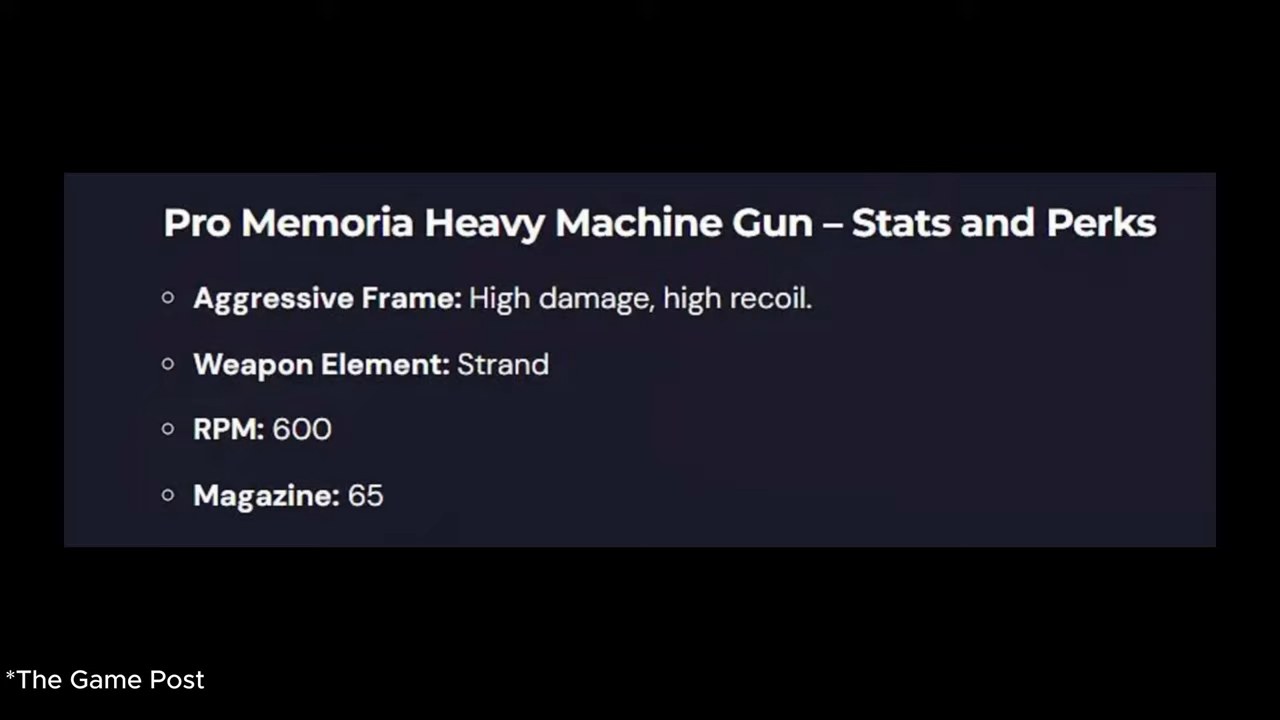 Pro Memoria Heavy Machine Gun – Stats and Perks
Aggressive Frame: High damage, high recoil.
Weapon Element: Strand
RPM: 600
Magazine: 65
*The Game Post